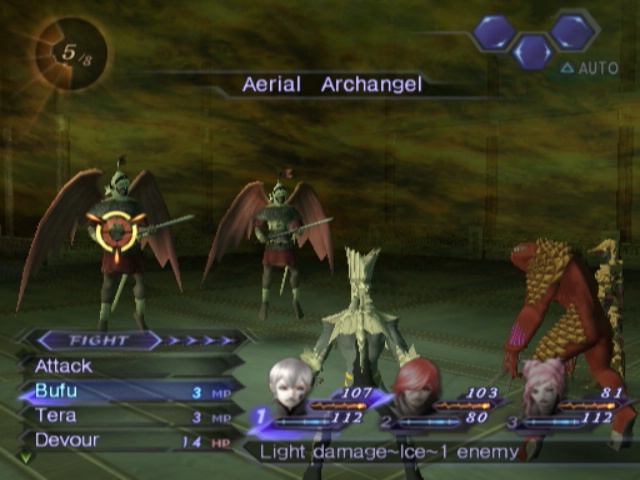 5/8
Aerial Archangel
△ AUTO
FIGHT
Attack
Bufu 3 MP
Tera 3 MP
Devour 14 HP
1 107 112
2 103 80
3 81 112
Light damage~Ice~1 enemy